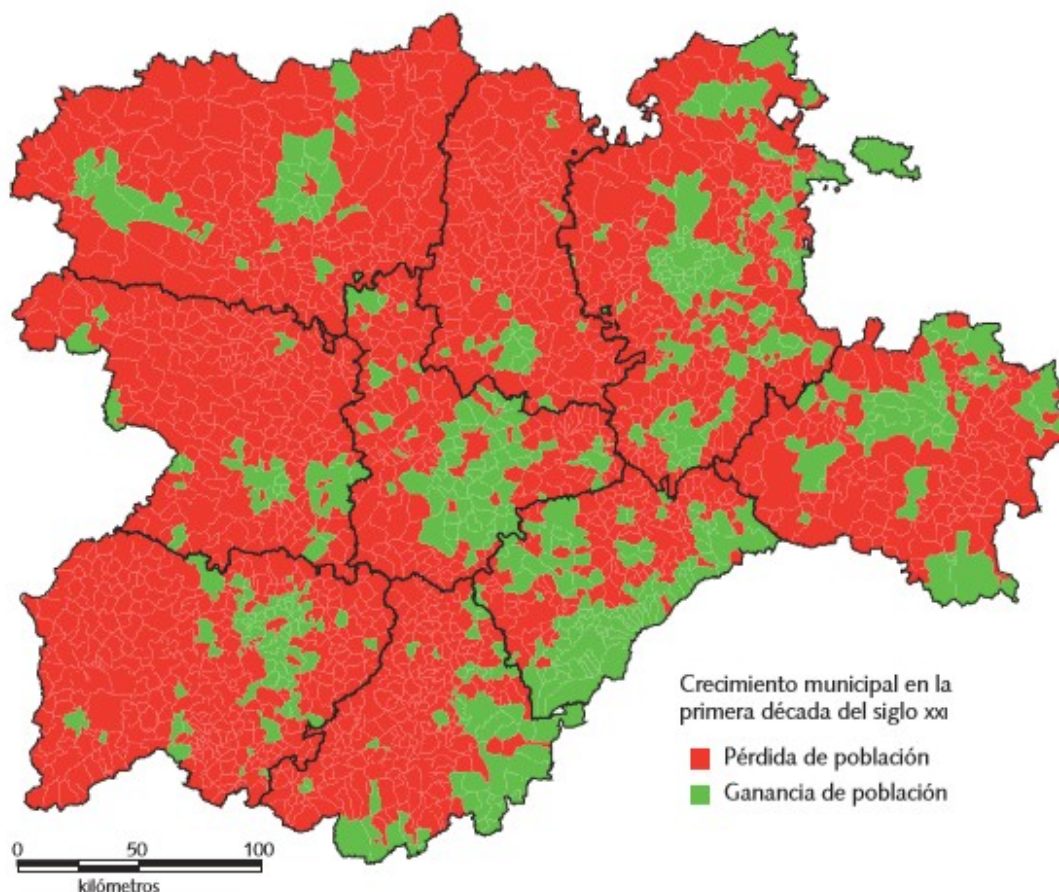 Crecimiento municipal en la
primera década del siglo XXI
Pérdida de población
Ganancia de población
0 50 100
kilómetros